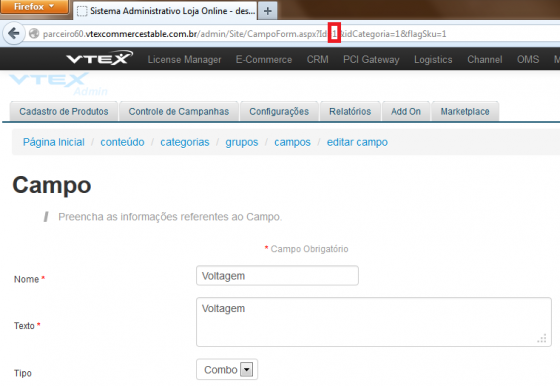 Firefox
Sistema Administrativo Loja Online - des...
parceiro60.vtexcommercestable.com.br/admin/Site/CampoForm.aspx?Id=1&idCategoria=1&flagSku=1
VTEX License Manager E-Commerce CRM PCI Gateway Logistics Channel OMS
VTEX
Admin
Cadastro de Produtos Controle de Campanhas Configurações Relatórios Add On Marketplace
Página Inicial / conteúdo / categorias / grupos / campos / editar campo
Campo
Preencha as informações referentes ao Campo.
* Campo Obrigatório
Nome * Voltagem
Texto * Voltagem
Tipo Combo